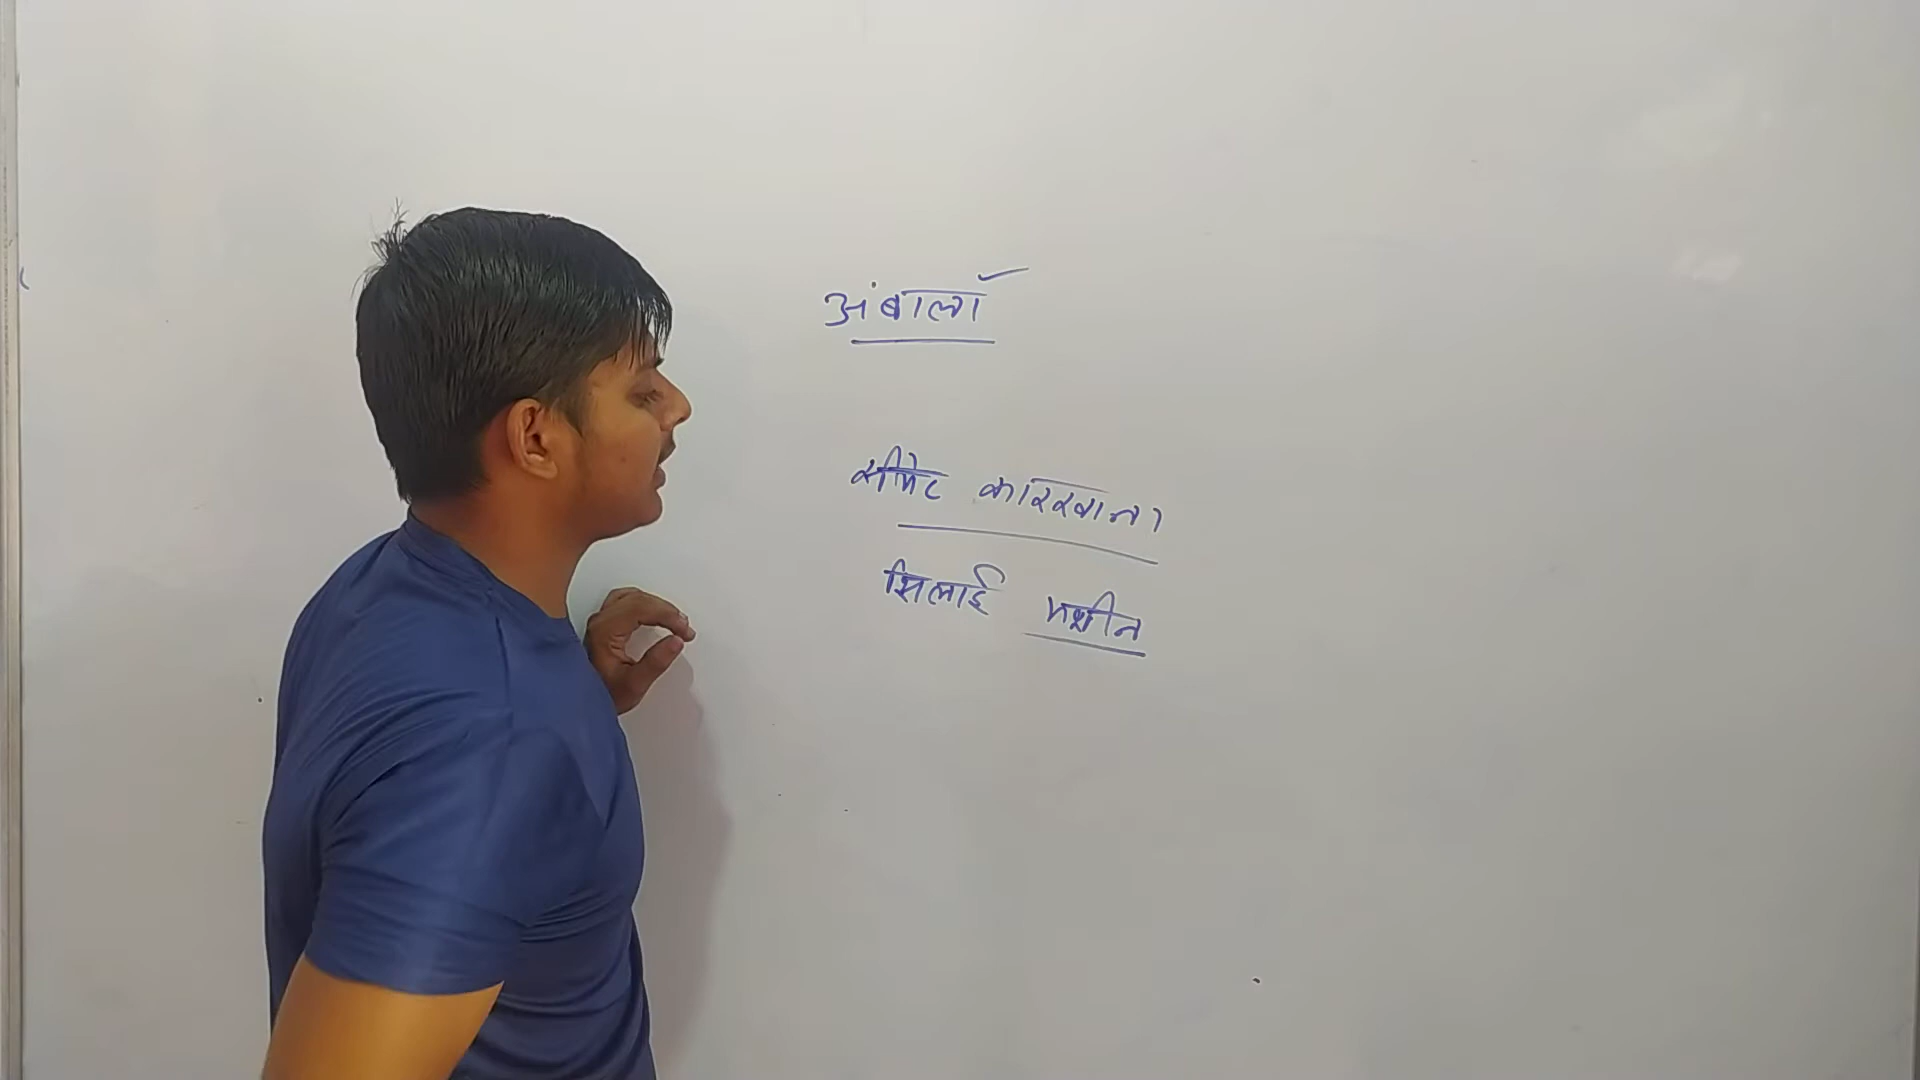 अंबाला
सीमेंट कारखाना
सिलाई मशीन